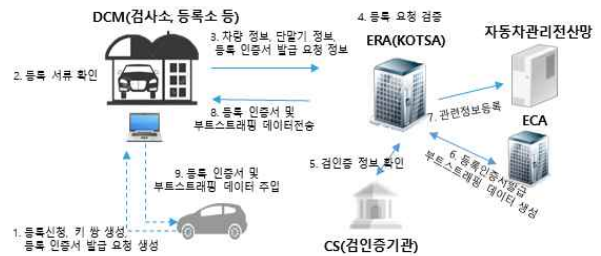 DCM(검사소, 등록소 등)
4. 등록 요청 검증
3. 차량 정보, 단말기 정보,
등록 인증서 발급 요청 정보
ERA(KOTSA)
자동차관리전산망
2. 등록 서류 확인
8. 등록 인증서 및
부트스트래핑 데이터전송
7. 관련정보등록
ECA
9. 등록 인증서 및
부트스트래핑 데이터 주입
5. 검인증 정보 확인
6. 등록인증서발급
부트스트래핑 데이터 생성
1. 등록신청, 키 쌍 생성,
등록 인증서 발급 요청 생성
CS(검인증기관)